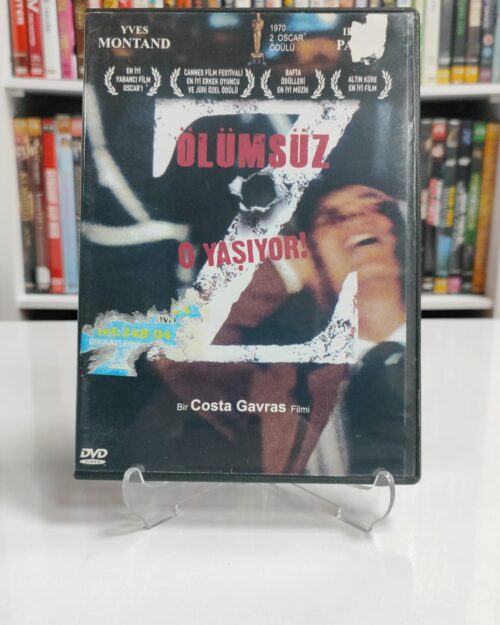 YVES
MONTAND
1970
2 OSCAR
ÖDÜLÜ
EN İYİ
YABANCI FİLM
OSCAR'I
CANNES FİLM FESTİVALİ
EN İYİ ERKEK OYUNCU
VE JÜRİ ÖZEL ÖDÜLÜ
BAFTA
ÖDÜLLERİ
EN İYİ MÜZİK
ALTIN KÜRE
EN İYİ FİLM
Z
ÖLÜMSÜZ
O YAŞIYOR!
Bir Costa Gavras Filmi
DVD
VIDEO